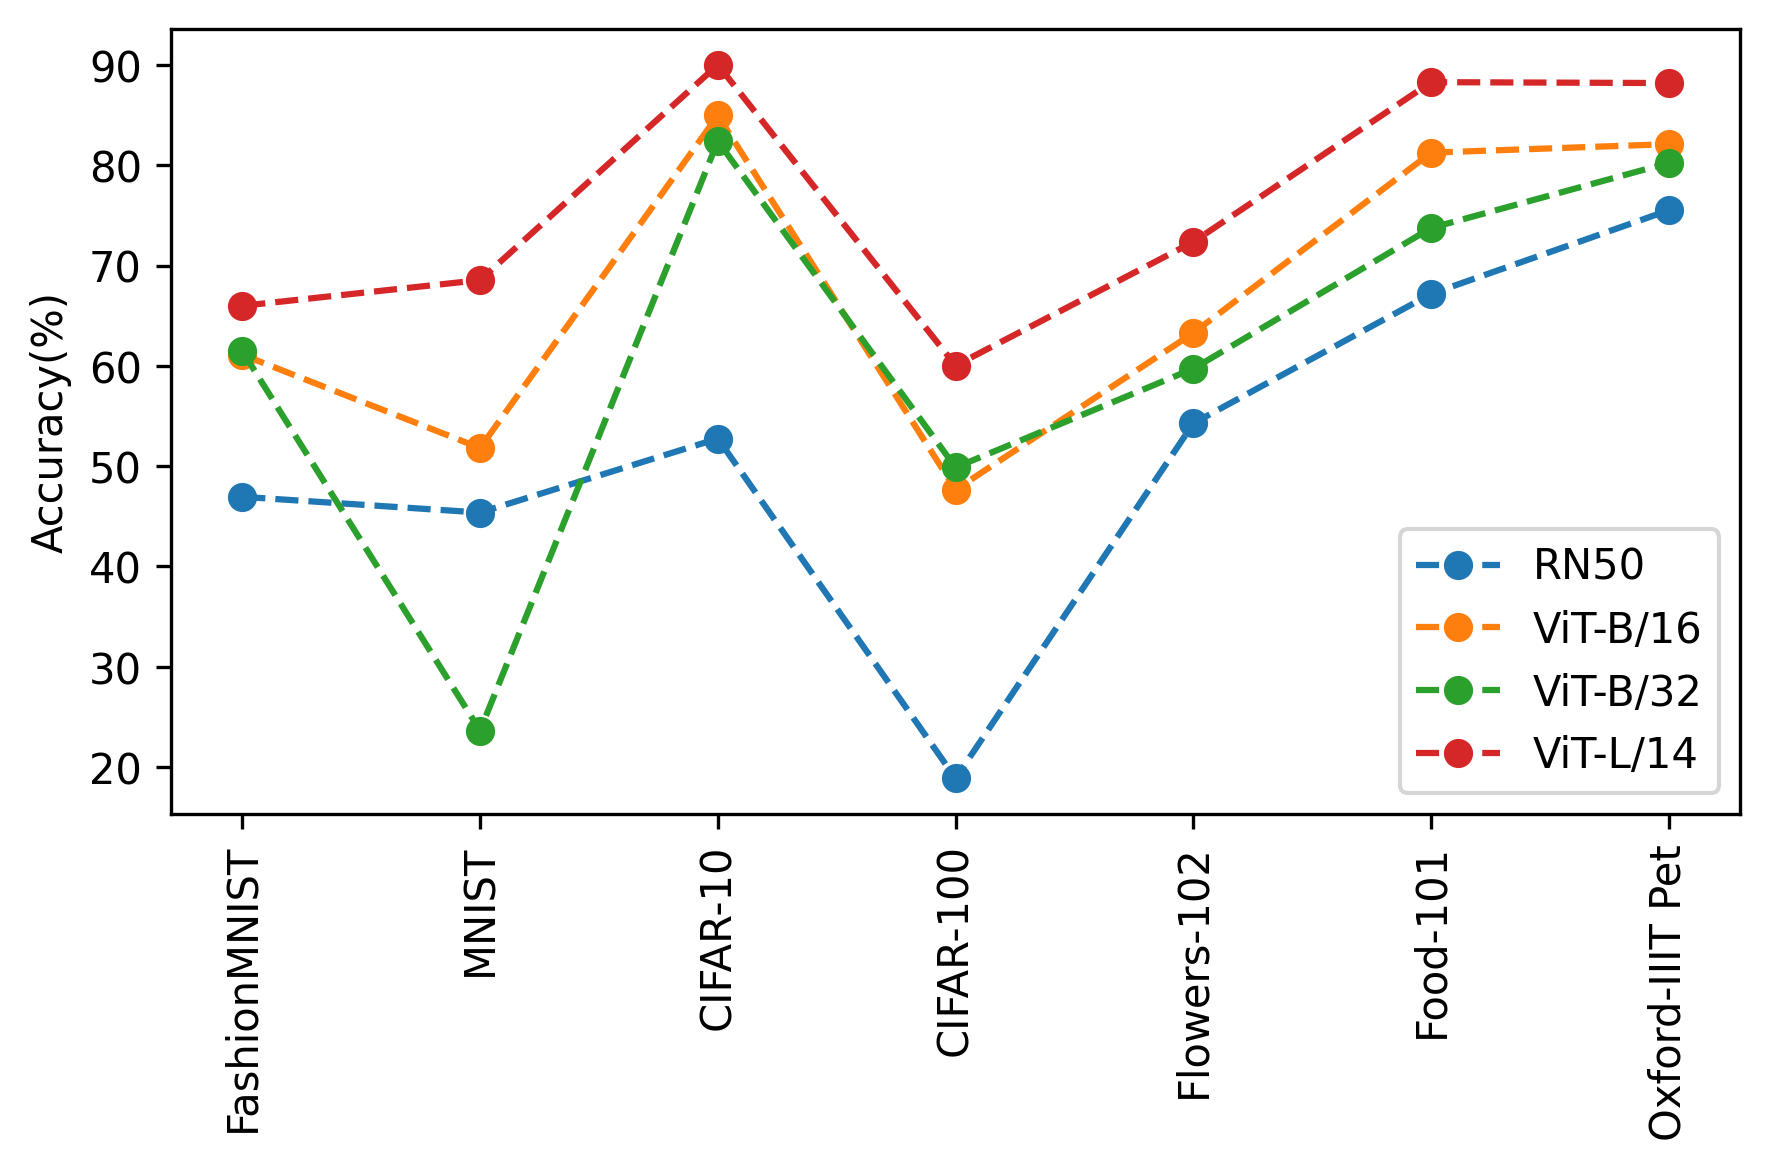 Accuracy(%)
90
80
70
60
50
40
30
20
RN50
ViT-B/16
ViT-B/32
ViT-L/14
FashionMNIST
MNIST
CIFAR-10
CIFAR-100
Flowers-102
Food-101
Oxford-IIIT Pet